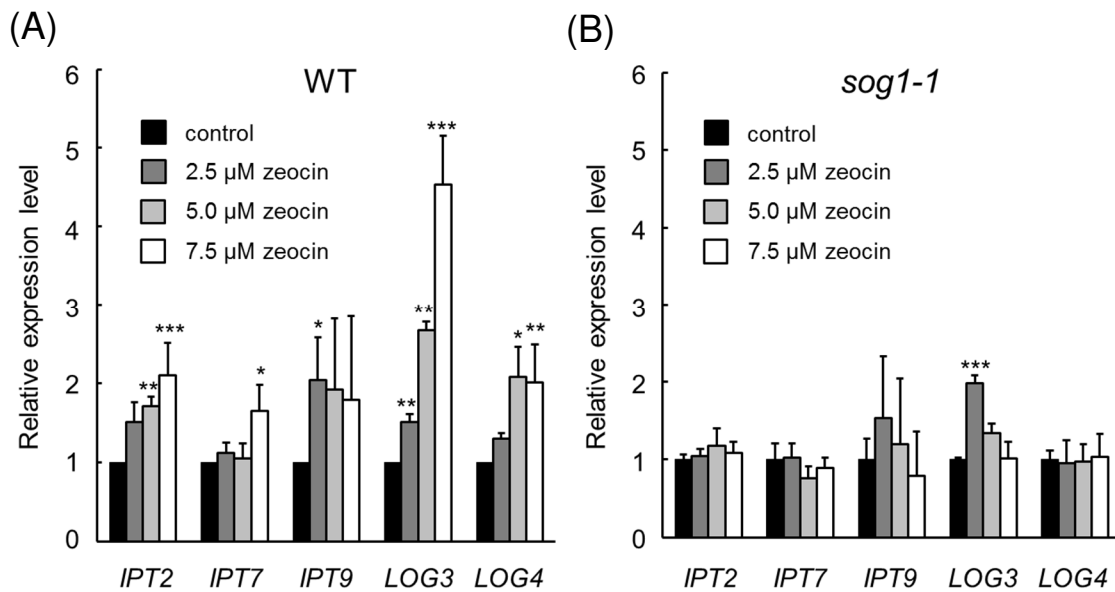 (A)
WT
Relative expression level
6
5
4
3
2
1
0
control
2.5 µM zeocin
5.0 µM zeocin
7.5 µM zeocin
** ***
*
*
** ** ***
* **
IPT2 IPT7 IPT9 LOG3 LOG4
(B)
sog1-1
Relative expression level
6
5
4
3
2
1
0
control
2.5 µM zeocin
5.0 µM zeocin
7.5 µM zeocin
***
IPT2 IPT7 IPT9 LOG3 LOG4